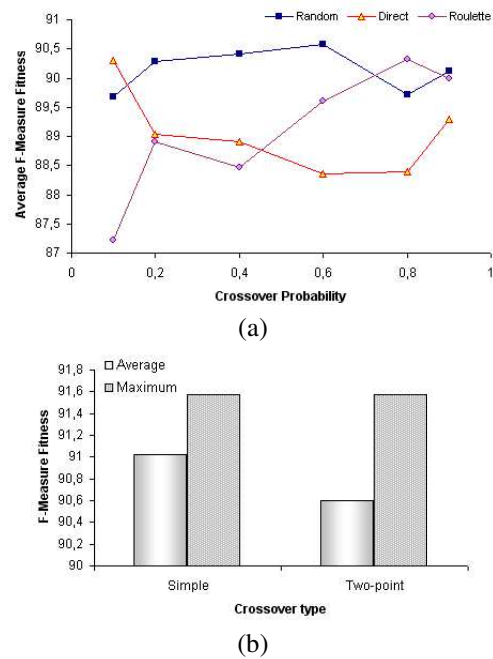 Random Direct Roulette
91
90,5
90
89,5
89
88,5
88
87,5
87
Average F-Measure Fitness
0 0,2 0,4 0,6 0,8 1
Crossover Probability
(a)
Average
Maximum
91,8
91,6
91,4
91,2
91
90,8
90,6
90,4
90,2
90
F-Measure Fitness
Simple Two-point
Crossover type
(b)